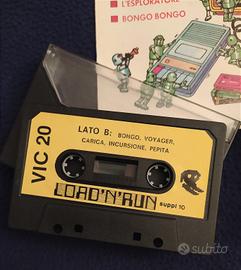 ■ L'ESPLORATORE
■ BONGO BONGO
VIC 20
LATO B: BONGO, VOYAGER,
CARICA, INCURSIONE, PEPITA
LOAD'N'RUN
suppl 10
subito